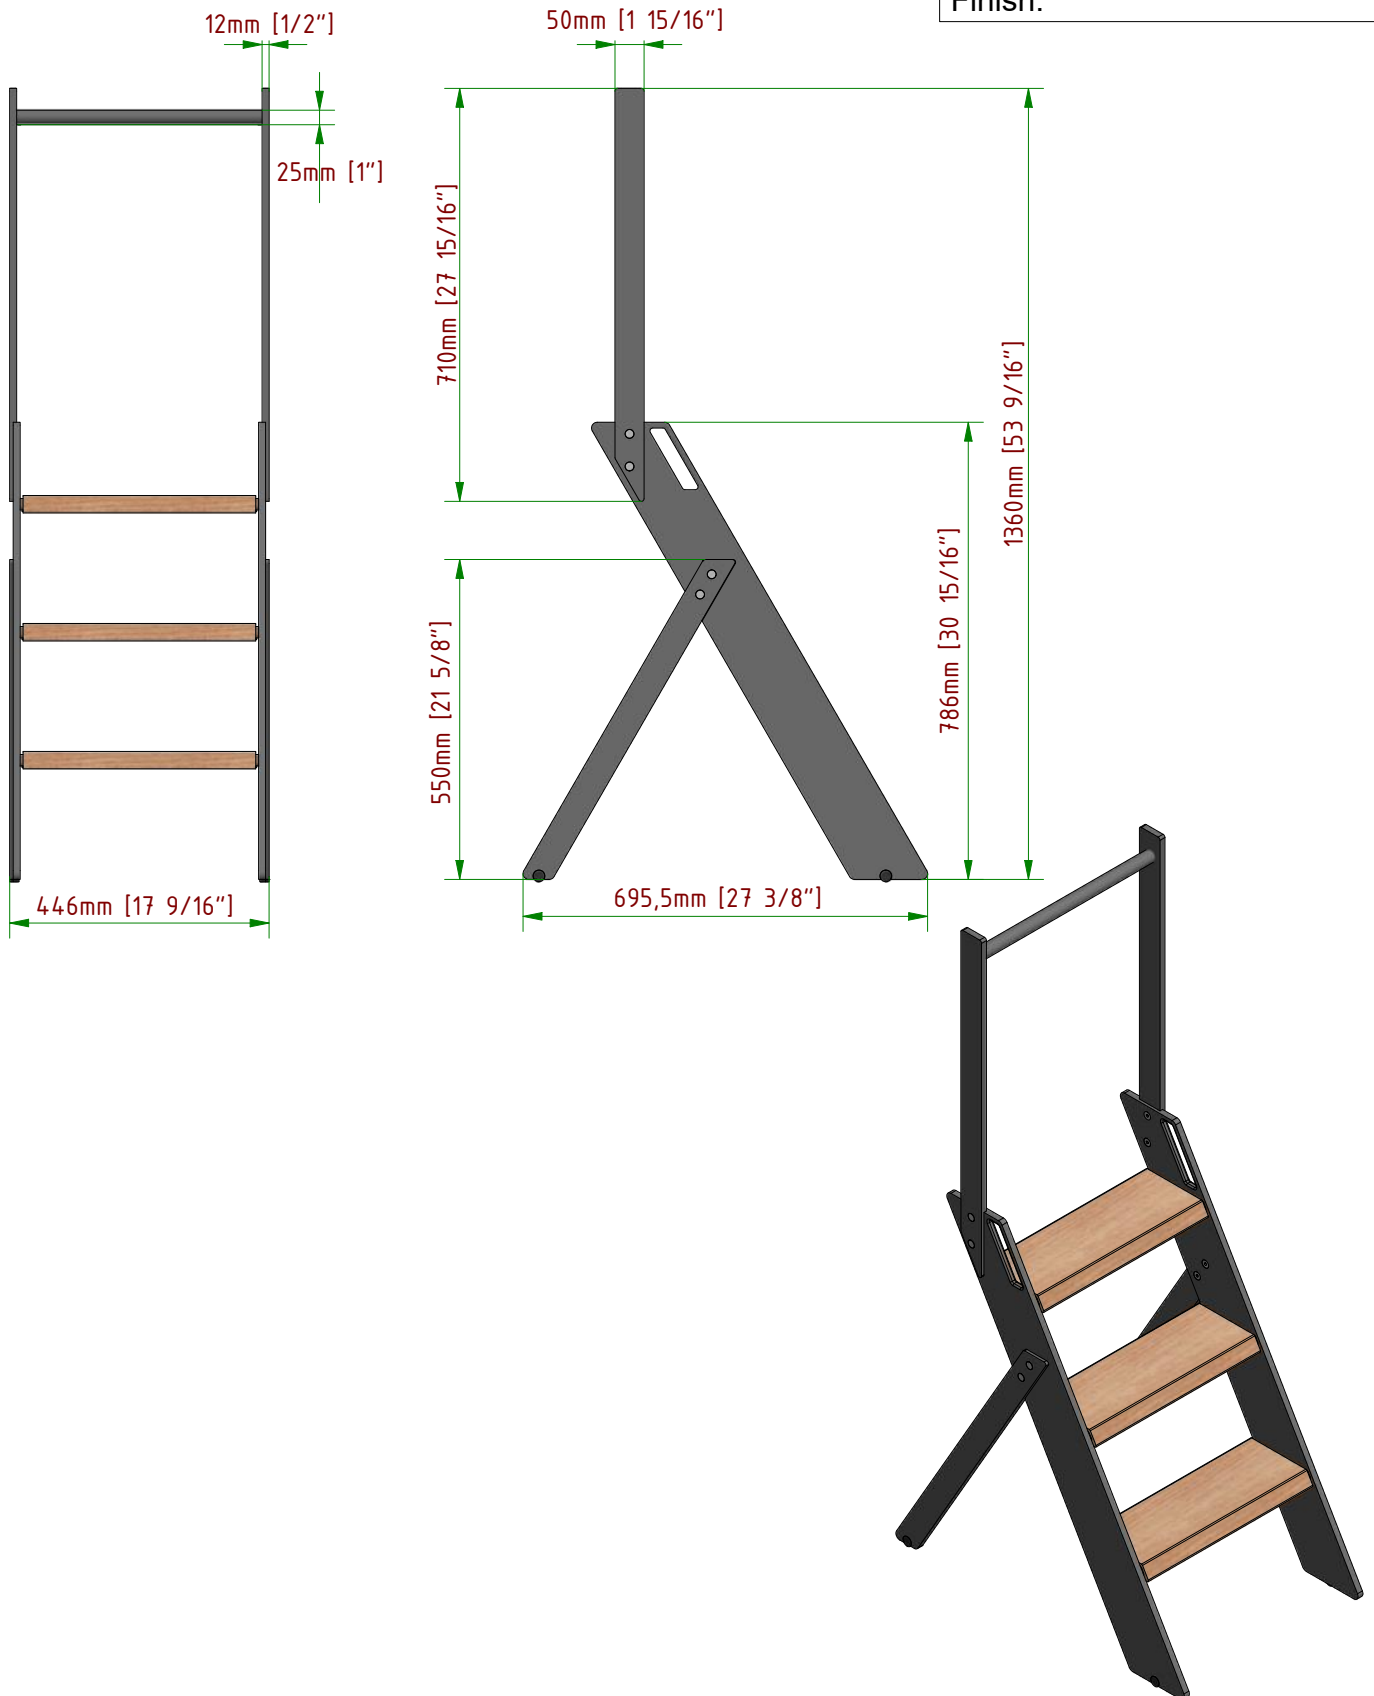 Finish:
12mm [1/2"]
50mm [1 15/16"]
25mm [1"]
710mm [27 15/16"]
1360mm [53 9/16"]
786mm [30 15/16"]
550mm [21 5/8"]
446mm [17 9/16"]
695,5mm [27 3/8"]